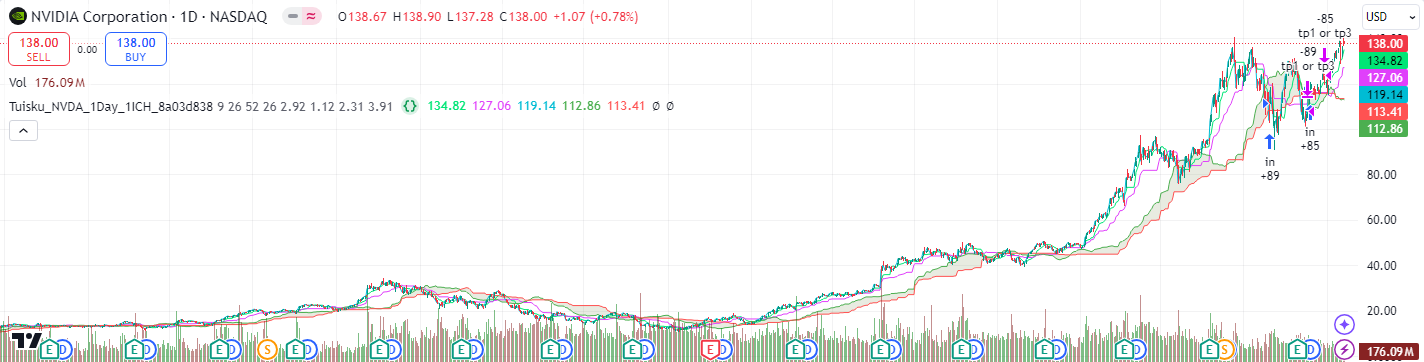 NVIDIA Corporation · 1D · NASDAQ O138.67 H138.90 L137.28 C138.00 +1.07 (+0.78%)
138.00 SELL 0.00 138.00 BUY
Vol 176.09M
Tuisku_NVDA_1Day_1ICH_8a03d838 9 26 52 26 2.92 1.12 2.31 3.91 134.82 127.06 119.14 112.86 113.41 Ø Ø
-85
tp1 or tp3
-89
tp1 or tp3
in
+85
in
+89
USD
138.00
134.82
127.06
119.14
113.41
112.86
80.00
60.00
40.00
20.00
176.09M
E D E D E D S E D E D E D E D E D E D E D E D E D E D E D E S E D